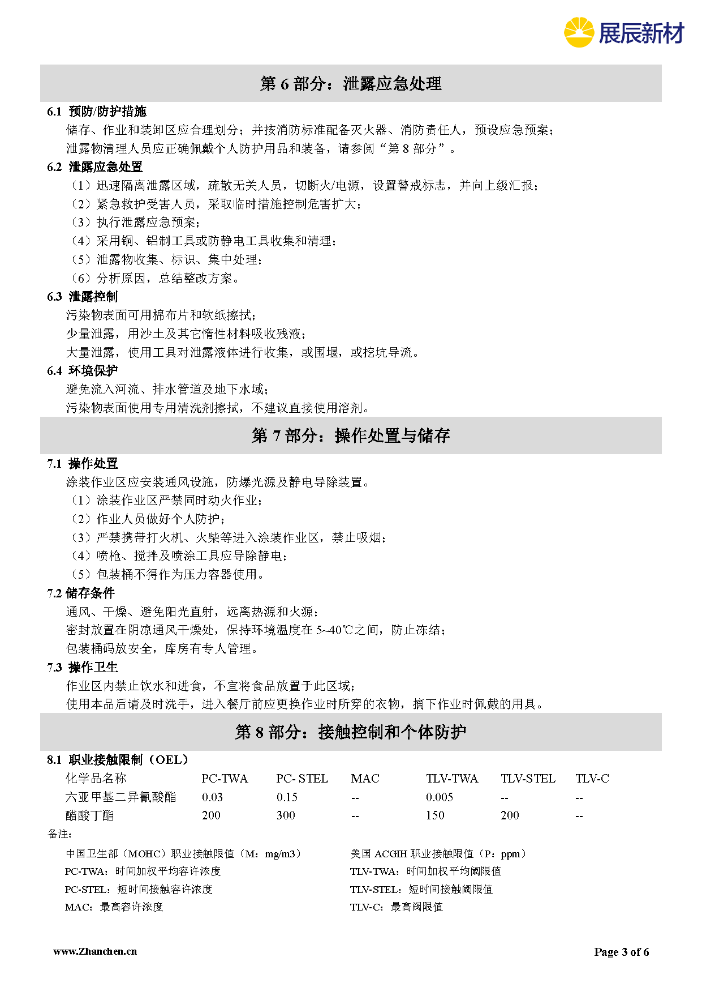 展辰新材
第 6 部分：泄露应急处理
6.1 预防/防护措施
储存、作业和装卸区应合理划分；并按消防标准配备灭火器、消防责任人，预设应急预案；
泄露物清理人员应正确佩戴个人防护用品和装备，请参阅“第 8 部分”。
6.2 泄露应急处置
（1）迅速隔离泄露区域，疏散无关人员，切断火/电源，设置警戒标志，并向上级汇报；
（2）紧急救护受害人员，采取临时措施控制危害扩大；
（3）执行泄露应急预案；
（4）采用铜、铝制工具或防静电工具收集和清理；
（5）泄露物收集、标识、集中处理；
（6）分析原因，总结整改方案。
6.3 泄露控制
污染物表面可用棉布片和软纸擦拭；
少量泄露，用沙土及其它惰性材料吸收残液；
大量泄露，使用工具对泄露液体进行收集，或围堰，或挖坑导流。
6.4 环境保护
避免流入河流、排水管道及地下水域；
污染物表面使用专用清洗剂擦拭，不建议直接使用溶剂。
第 7 部分：操作处置与储存
7.1 操作处置
涂装作业区应安装通风设施，防爆光源及静电导除装置。
（1）涂装作业区严禁同时动火作业；
（2）作业人员做好个人防护；
（3）严禁携带打火机、火柴等进入涂装作业区，禁止吸烟；
（4）喷枪、搅拌及喷涂工具应导除静电；
（5）包装桶不得作为压力容器使用。
7.2 储存条件
通风、干燥、避免阳光直射，远离热源和火源；
密封放置在阴凉通风干燥处，保持环境温度在 5~40℃之间，防止冻结；
包装桶码放安全，库房有专人管理。
7.3 操作卫生
作业区内禁止饮水和进食，不宜将食品放置于此区域；
使用本品后请及时洗手，进入餐厅前应更换作业时所穿的衣物，摘下作业时佩戴的用具。
第 8 部分：接触控制和个体防护
8.1 职业接触限制（OEL）
化学品名称 PC-TWA PC- STEL MAC TLV-TWA TLV-STEL TLV-C
六亚甲基二异氰酸酯 0.03 0.15 -- 0.005 -- --
醋酸丁酯 200 300 -- 150 200 --
备注：
中国卫生部（MOHC）职业接触限值（M：mg/m3） 美国 ACGIH 职业接触限值（P：ppm）
PC-TWA：时间加权平均容许浓度 TLV-TWA：时间加权平均阈限值
PC-STEL：短时间接触容许浓度 TLV-STEL：短时间接触阈限值
MAC：最高容许浓度 TLV-C：最高阀限值
www.Zhanchen.cn Page 3 of 6